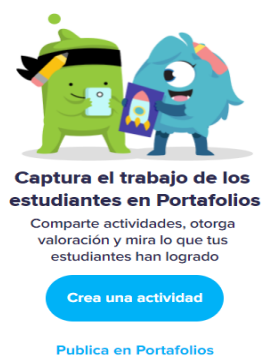 Captura el trabajo de los
estudiantes en Portafolios
Comparte actividades, otorga
valoración y mira lo que tus
estudiantes han logrado
Crea una actividad
Publica en Portafolios